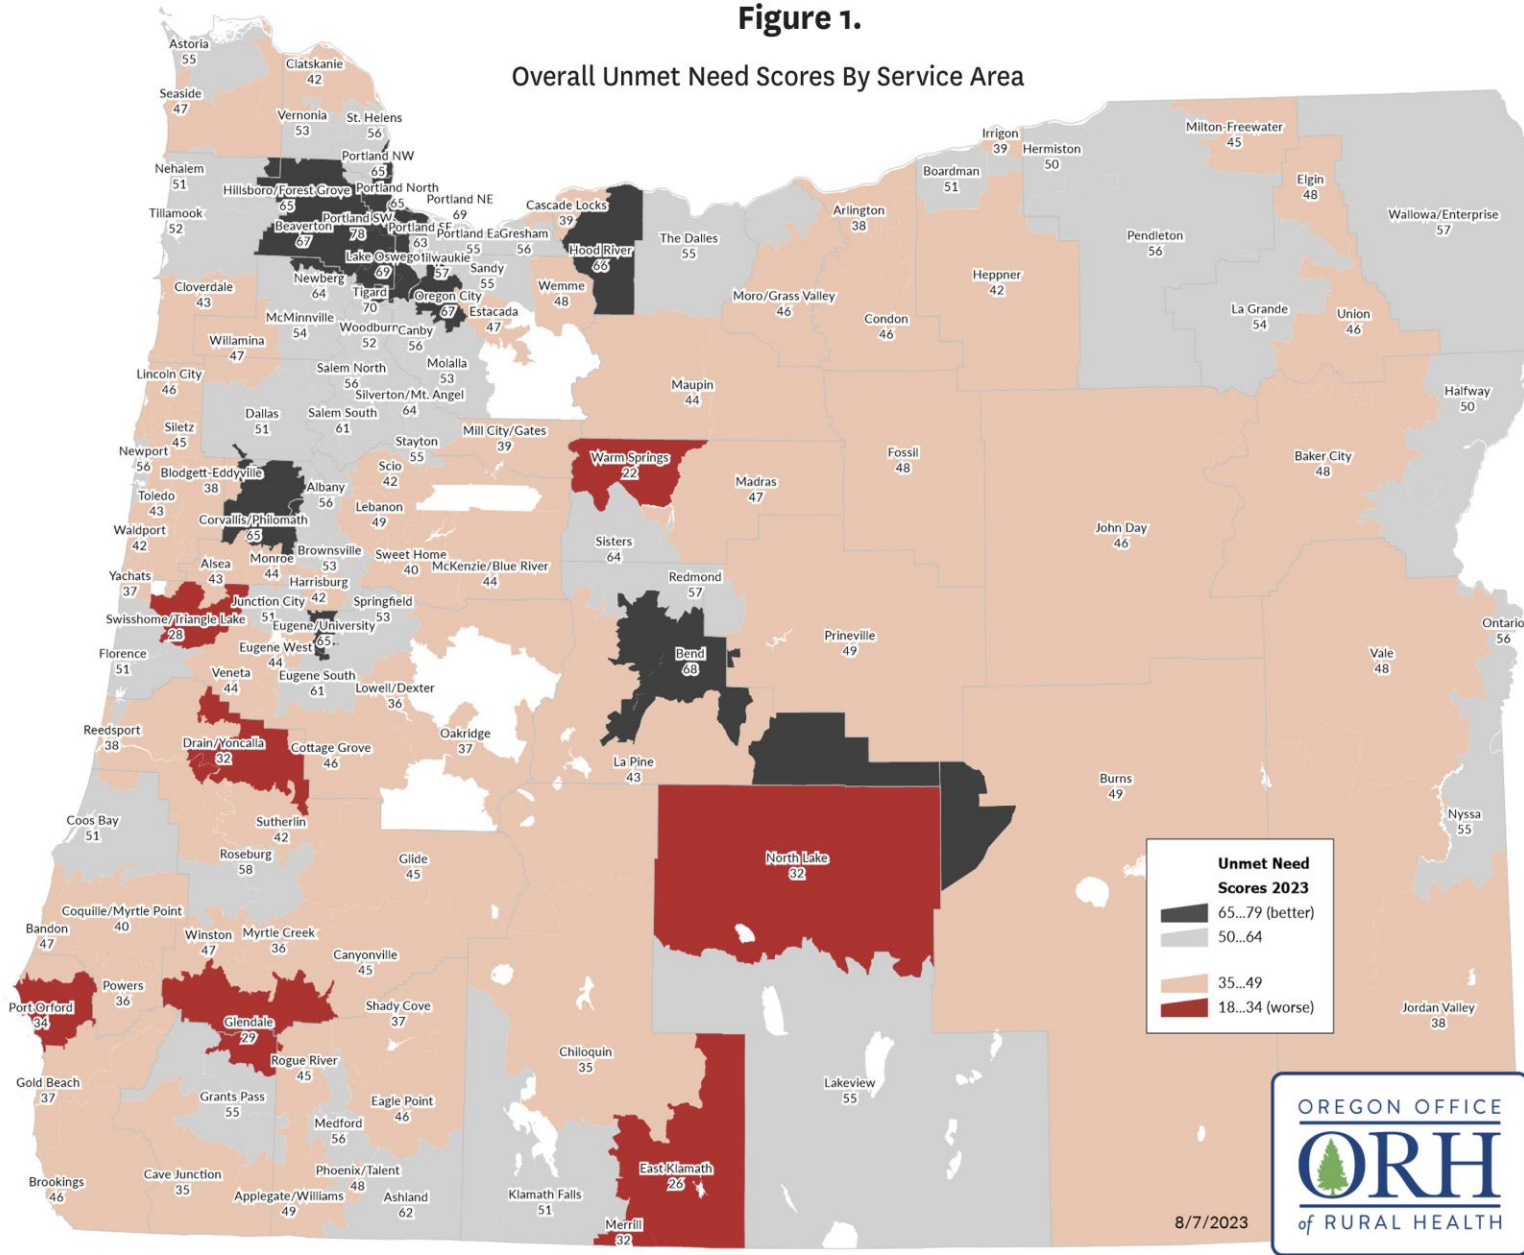 Figure 1.
Overall Unmet Need Scores By Service Area
Astoria
55
Clatskanie
42
Seaside
47
Vernonia
53
St. Helens
56
Portland NW
65
Nehalem
51
Hillsboro/Forest Grove
65
Portland North
65
Portland NE
69
Tillamook
52
Beaverton
67
Portland SW
78
Portland SE
63
Portland Ea
55
Gresham
56
Cascade Locks
39
Hood River
66
The Dalles
55
Lake Oswego
69
ilwaukie
57
Sandy
55
Newberg
64
Tigard
70
Oregon City
67
Estacada
47
Wemme
48
Cloverdale
43
McMinnville
54
Woodburn
52
Canby
56
Willamina
47
Molalla
53
Salem North
56
Silverton/Mt. Angel
64
Lincoln City
46
Dallas
51
Salem South
61
Siletz
45
Stayton
55
Mill City/Gates
39
Newport
56
Blodgett-Eddyville
38
Scio
42
Albany
56
Toledo
43
Lebanon
49
Corvallis/Philomath
65
Waldport
42
Brownsville
53
Sweet Home
40
McKenzie/Blue River
44
Alsea
43
Monroe
44
Yachats
37
Harrisburg
42
Junction City
51
Springfield
53
Swisshome/Triangle Lake
28
Eugene/University
65
Eugene West
44
Florence
51
Veneta
44
Eugene South
61
Lowell/Dexter
36
Reedsport
38
Drain/Yoncalla
32
Cottage Grove
46
Oakridge
37
Irrigon
39
Hermiston
50
Boardman
51
Milton-Freewater
45
Elgin
48
Wallowa/Enterprise
57
Arlington
38
Pendleton
56
Heppner
42
Moro/Grass Valley
46
Condon
46
La Grande
54
Union
46
Maupin
44
Halfway
50
Warm Springs
22
Madras
47
Fossil
48
Baker City
48
Sisters
64
John Day
46
Redmond
57
Bend
68
Prineville
49
Vale
48
Ontario
56
La Pine
43
Burns
49
Nyssa
55
Coos Bay
51
Sutherlin
42
Roseburg
58
Glide
45
North Lake
32
Coquille/Myrtle Point
40
Bandon
47
Winston
47
Myrtle Creek
36
Canyonville
45
Powers
36
Port Orford
34
Glendale
29
Shady Cove
37
Rogue River
45
Chiloquin
35
Lakeview
55
Jordan Valley
38
Gold Beach
37
Grants Pass
55
Eagle Point
46
Medford
56
Brookings
46
Cave Junction
35
Phoenix/Talent
48
Applegate/Williams
49
Ashland
62
Klamath Falls
51
East Klamath
26
Merrill
32
Unmet Need
Scores 2023
65...79 (better)
50...64
35...49
18...34 (worse)
8/7/2023
OREGON OFFICE
ORH
of RURAL HEALTH